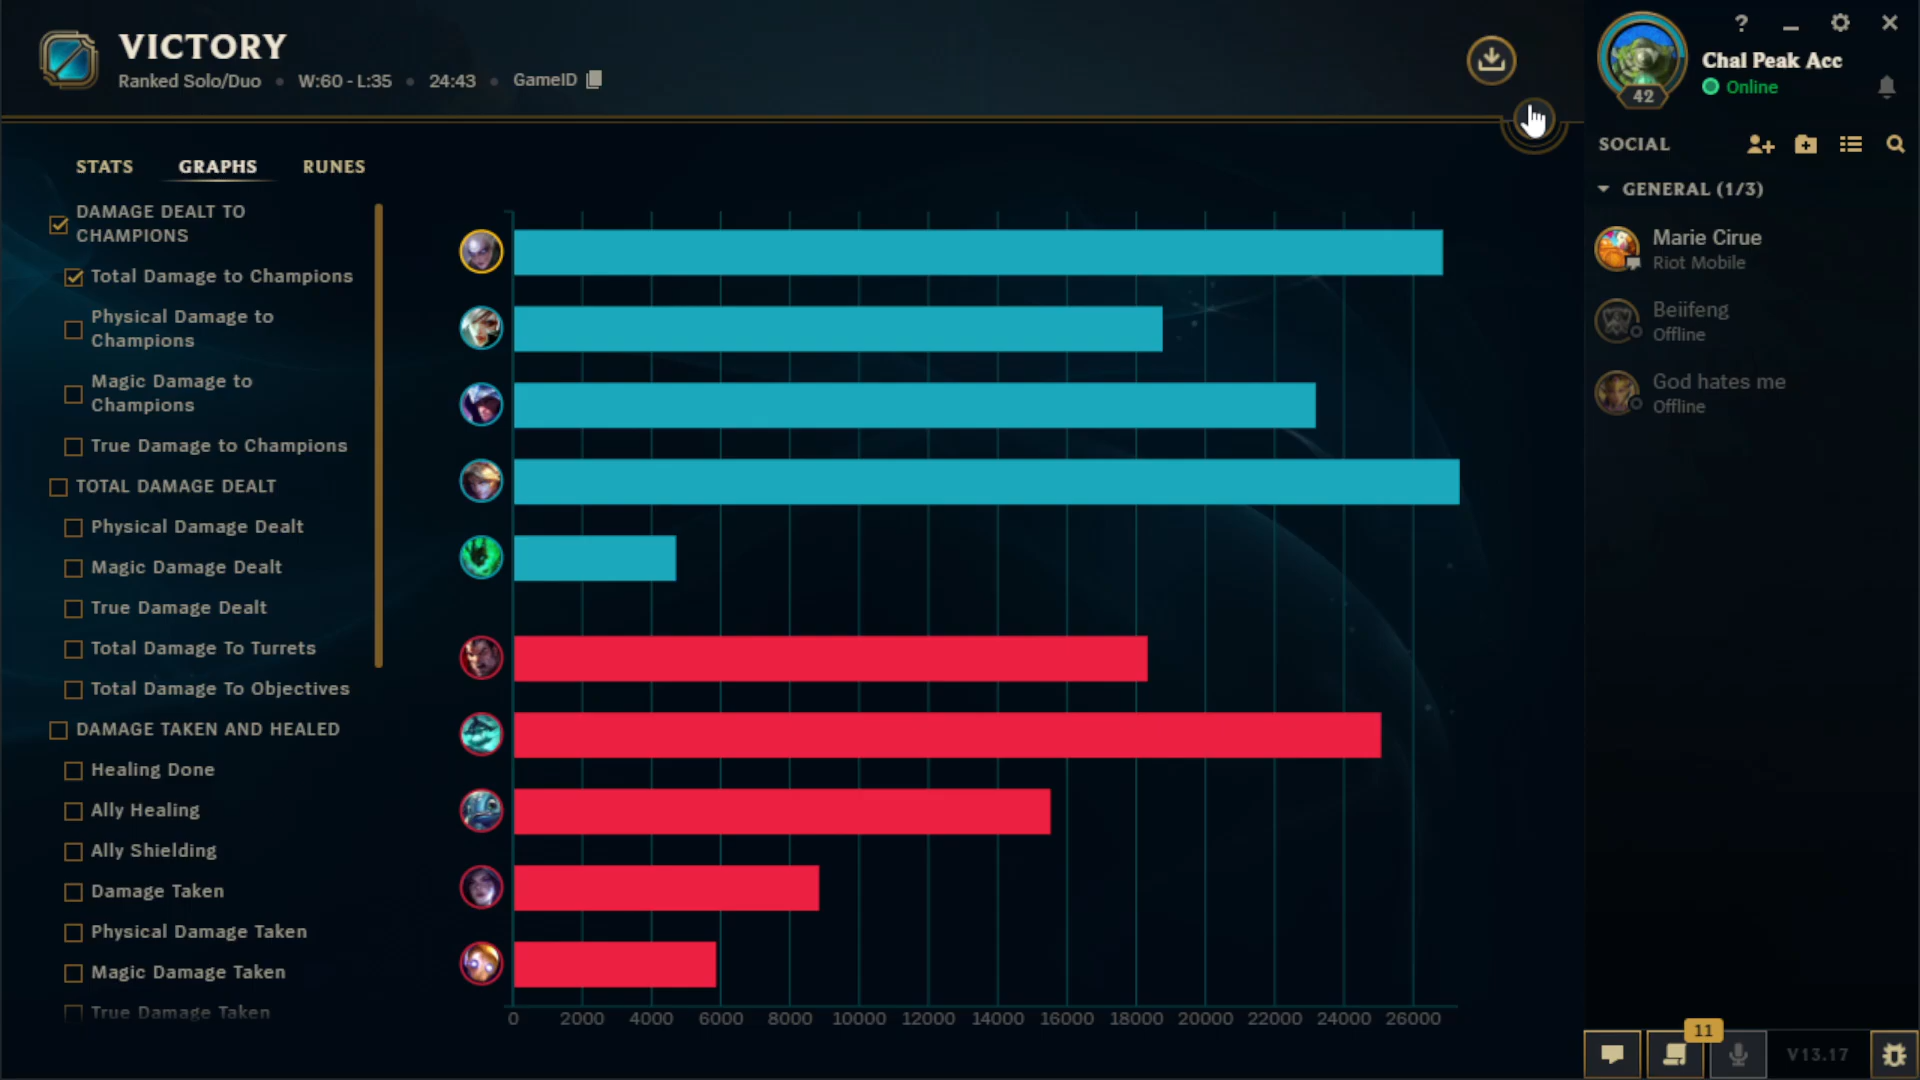 VICTORY
Ranked Solo/Duo • W:60 - L:35 • 24:43 • GameID
STATS GRAPHS RUNES
DAMAGE DEALT TO
CHAMPIONS
Total Damage to Champions
Physical Damage to
Champions
Magic Damage to
Champions
True Damage to Champions
TOTAL DAMAGE DEALT
Physical Damage Dealt
Magic Damage Dealt
True Damage Dealt
Total Damage To Turrets
Total Damage To Objectives
DAMAGE TAKEN AND HEALED
Healing Done
Ally Healing
Ally Shielding
Damage Taken
Physical Damage Taken
Magic Damage Taken
True Damage Taken
0 2000 4000 6000 8000 10000 12000 14000 16000 18000 20000 22000 24000 26000
?
Chal Peak Acc
Online
42
SOCIAL
GENERAL (1/3)
Marie Cirue
Riot Mobile
Beiifeng
Offline
God hates me
Offline
11
V13.17